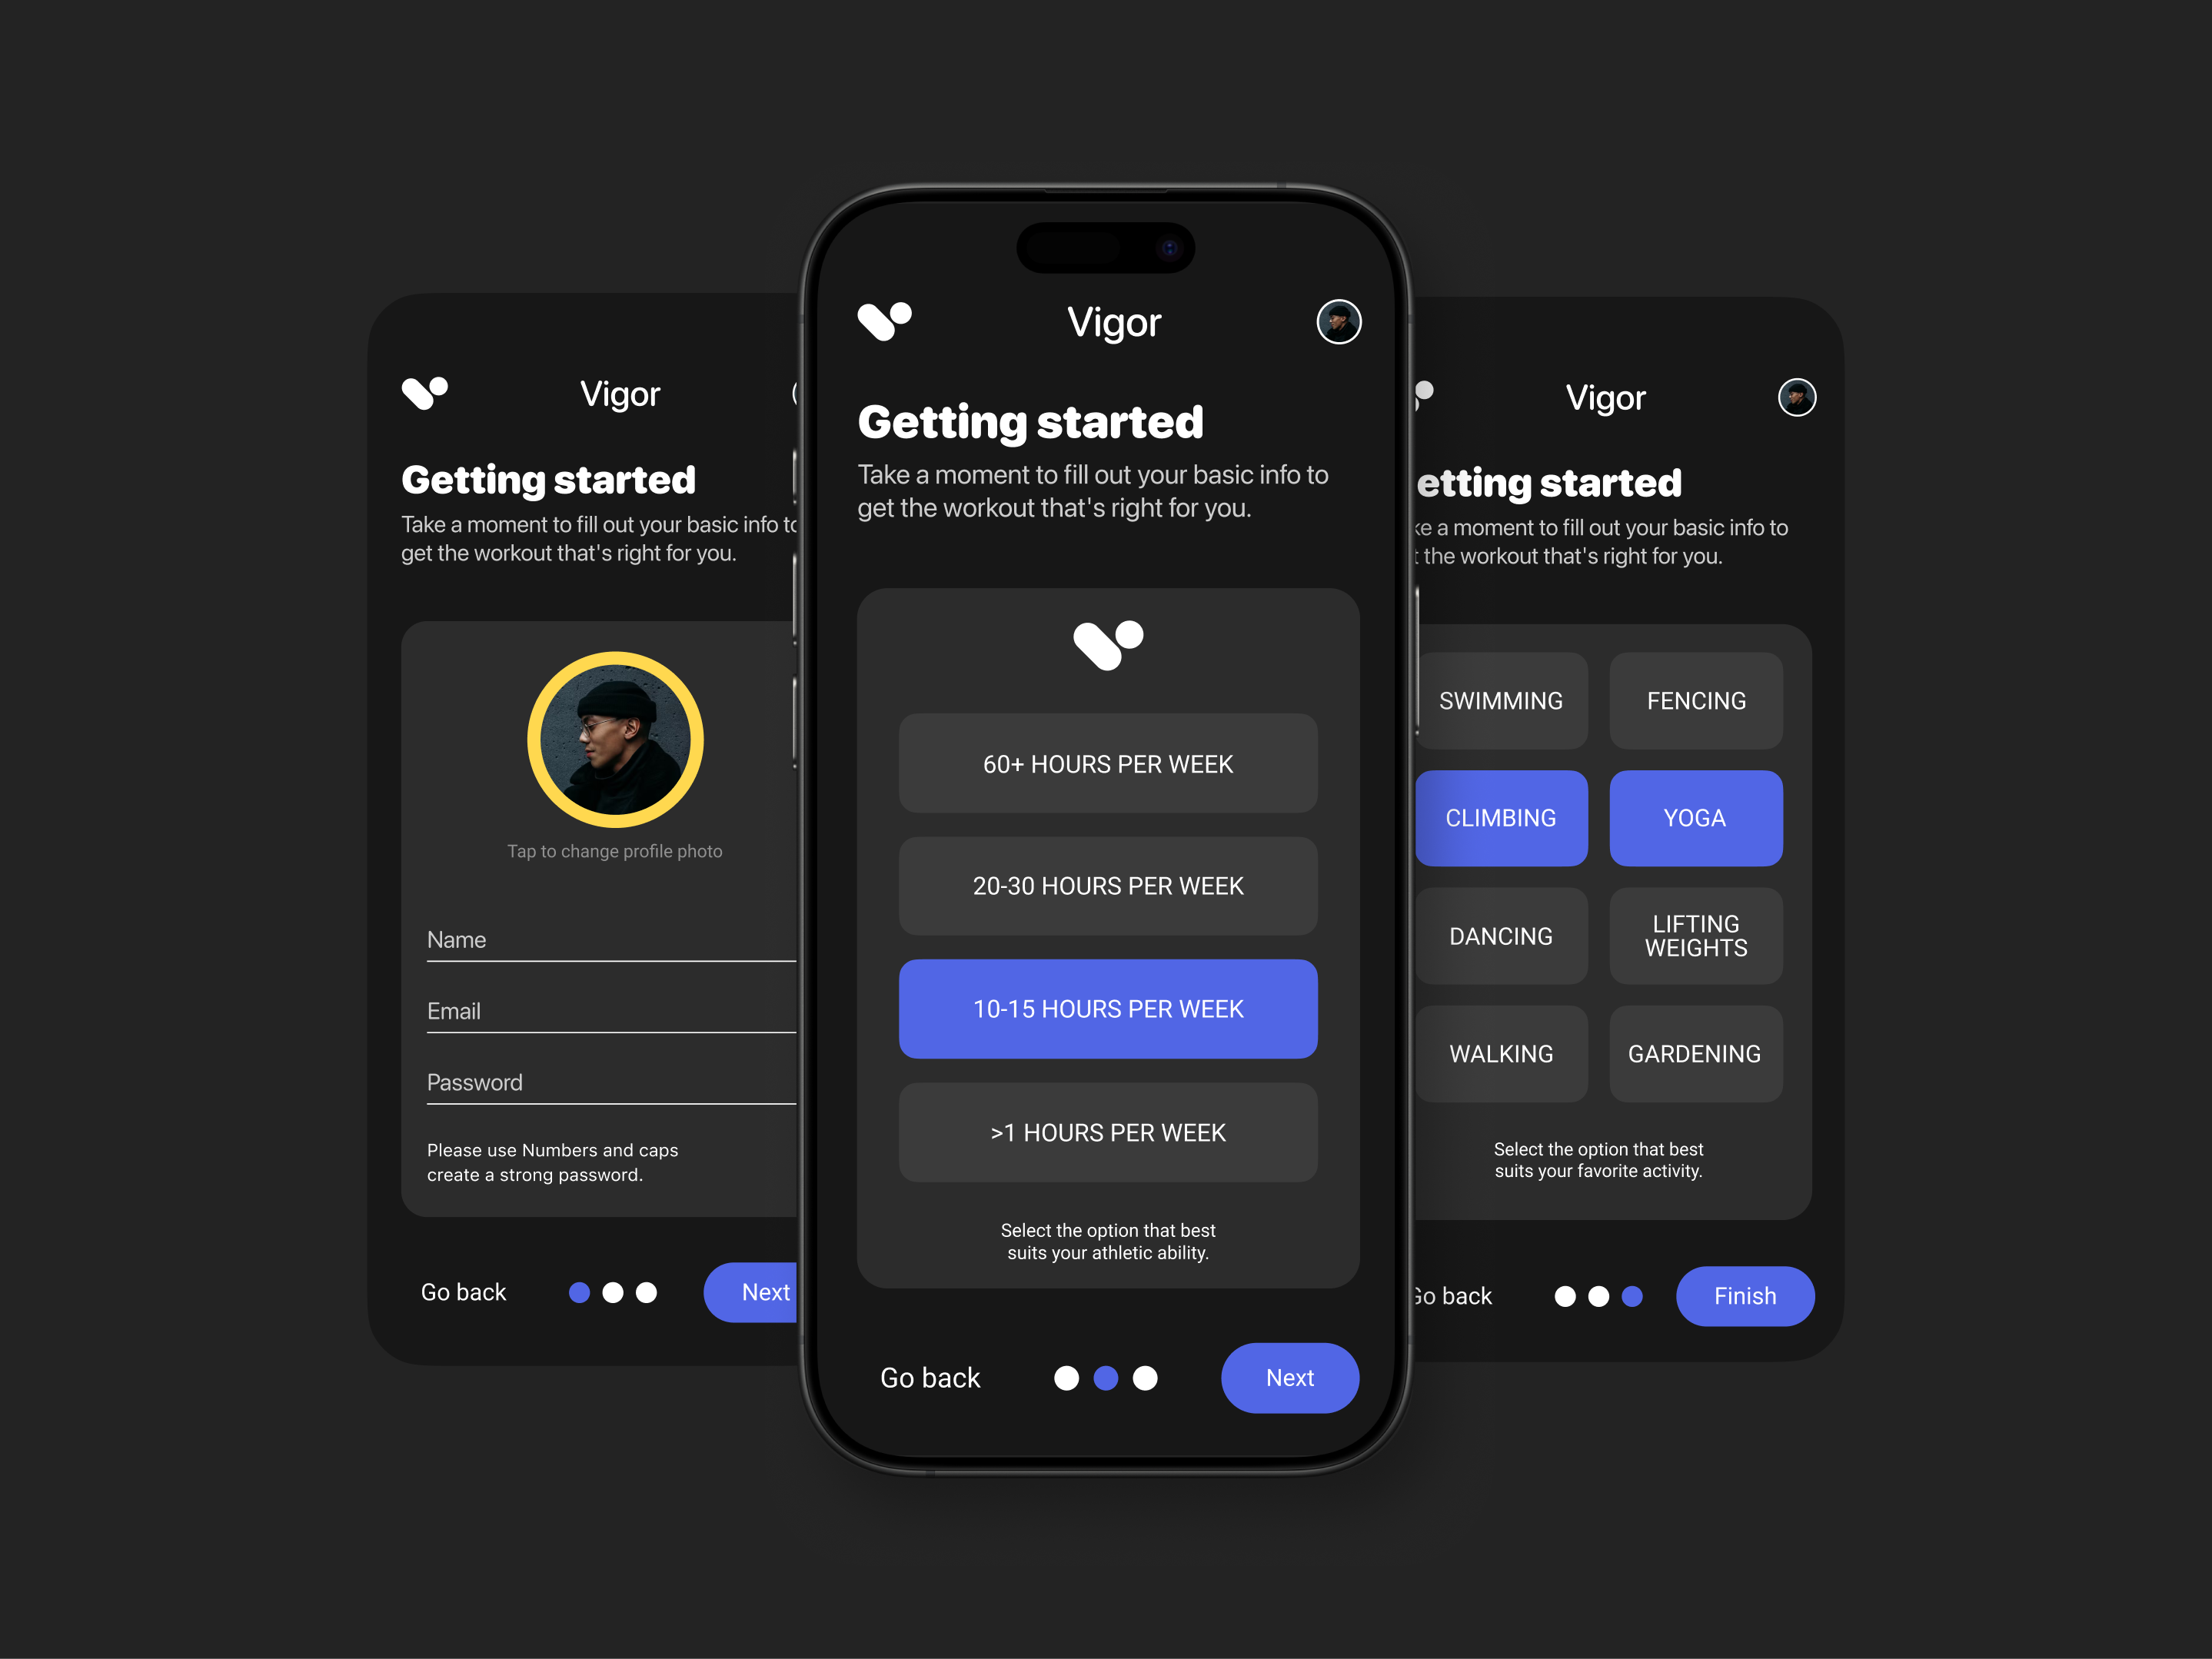 Vigor
Getting started
Take a moment to fill out your basic info to
get the workout that's right for you.
Tap to change profile photo
Name
Email
Password
Please use Numbers and caps
create a strong password.
Go back
Next
Vigor
Getting started
Take a moment to fill out your basic info to
get the workout that's right for you.
60+ HOURS PER WEEK
20-30 HOURS PER WEEK
10-15 HOURS PER WEEK
>1 HOURS PER WEEK
Select the option that best
suits your athletic ability.
Go back
Next
Vigor
etting started
ke a moment to fill out your basic info to
t the workout that's right for you.
SWIMMING
FENCING
CLIMBING
YOGA
DANCING
LIFTING
WEIGHTS
WALKING
GARDENING
Select the option that best
suits your favorite activity.
Go back
Finish